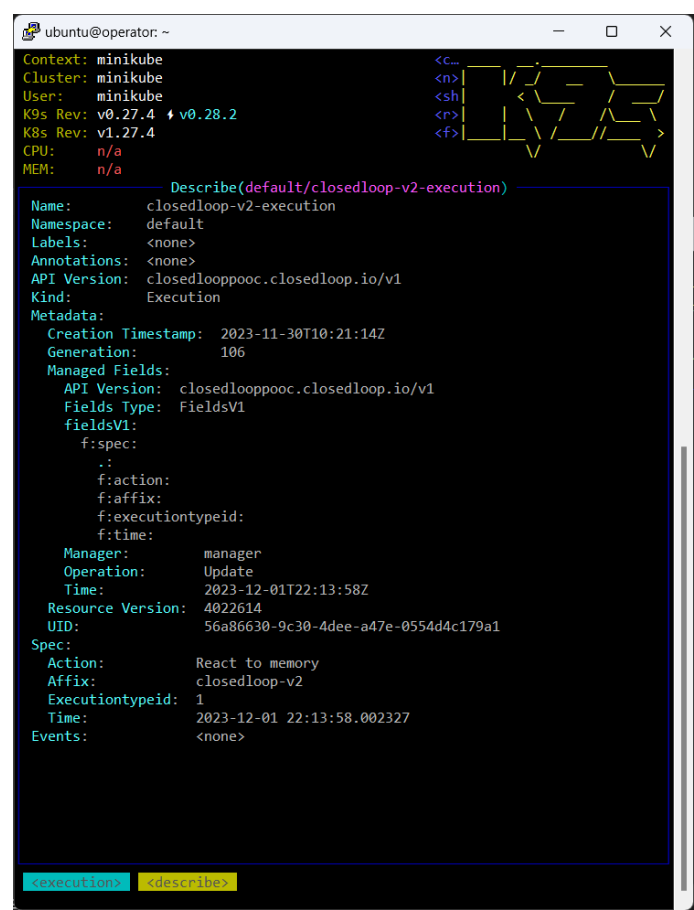 ubuntu@operator: ~
Context: minikube <c…
Cluster: minikube <n>
User: minikube <sh
K9s Rev: v0.27.4 ⚡v0.28.2 <r>
K8s Rev: v1.27.4 <f>
CPU: n/a
MEM: n/a
Describe(default/closedloop-v2-execution)
Name: closedloop-v2-execution
Namespace: default
Labels: <none>
Annotations: <none>
API Version: closedlooppooc.closedloop.io/v1
Kind: Execution
Metadata:
Creation Timestamp: 2023-11-30T10:21:14Z
Generation: 106
Managed Fields:
API Version: closedlooppooc.closedloop.io/v1
Fields Type: FieldsV1
fieldsV1:
f:spec:
.:
f:action:
f:affix:
f:executiontypeid:
f:time:
Manager: manager
Operation: Update
Time: 2023-12-01T22:13:58Z
Resource Version: 4022614
UID: 56a86630-9c30-4dee-a47e-0554d4c179a1
Spec:
Action: React to memory
Affix: closedloop-v2
Executiontypeid: 1
Time: 2023-12-01 22:13:58.002327
Events: <none>
<execution> <describe>